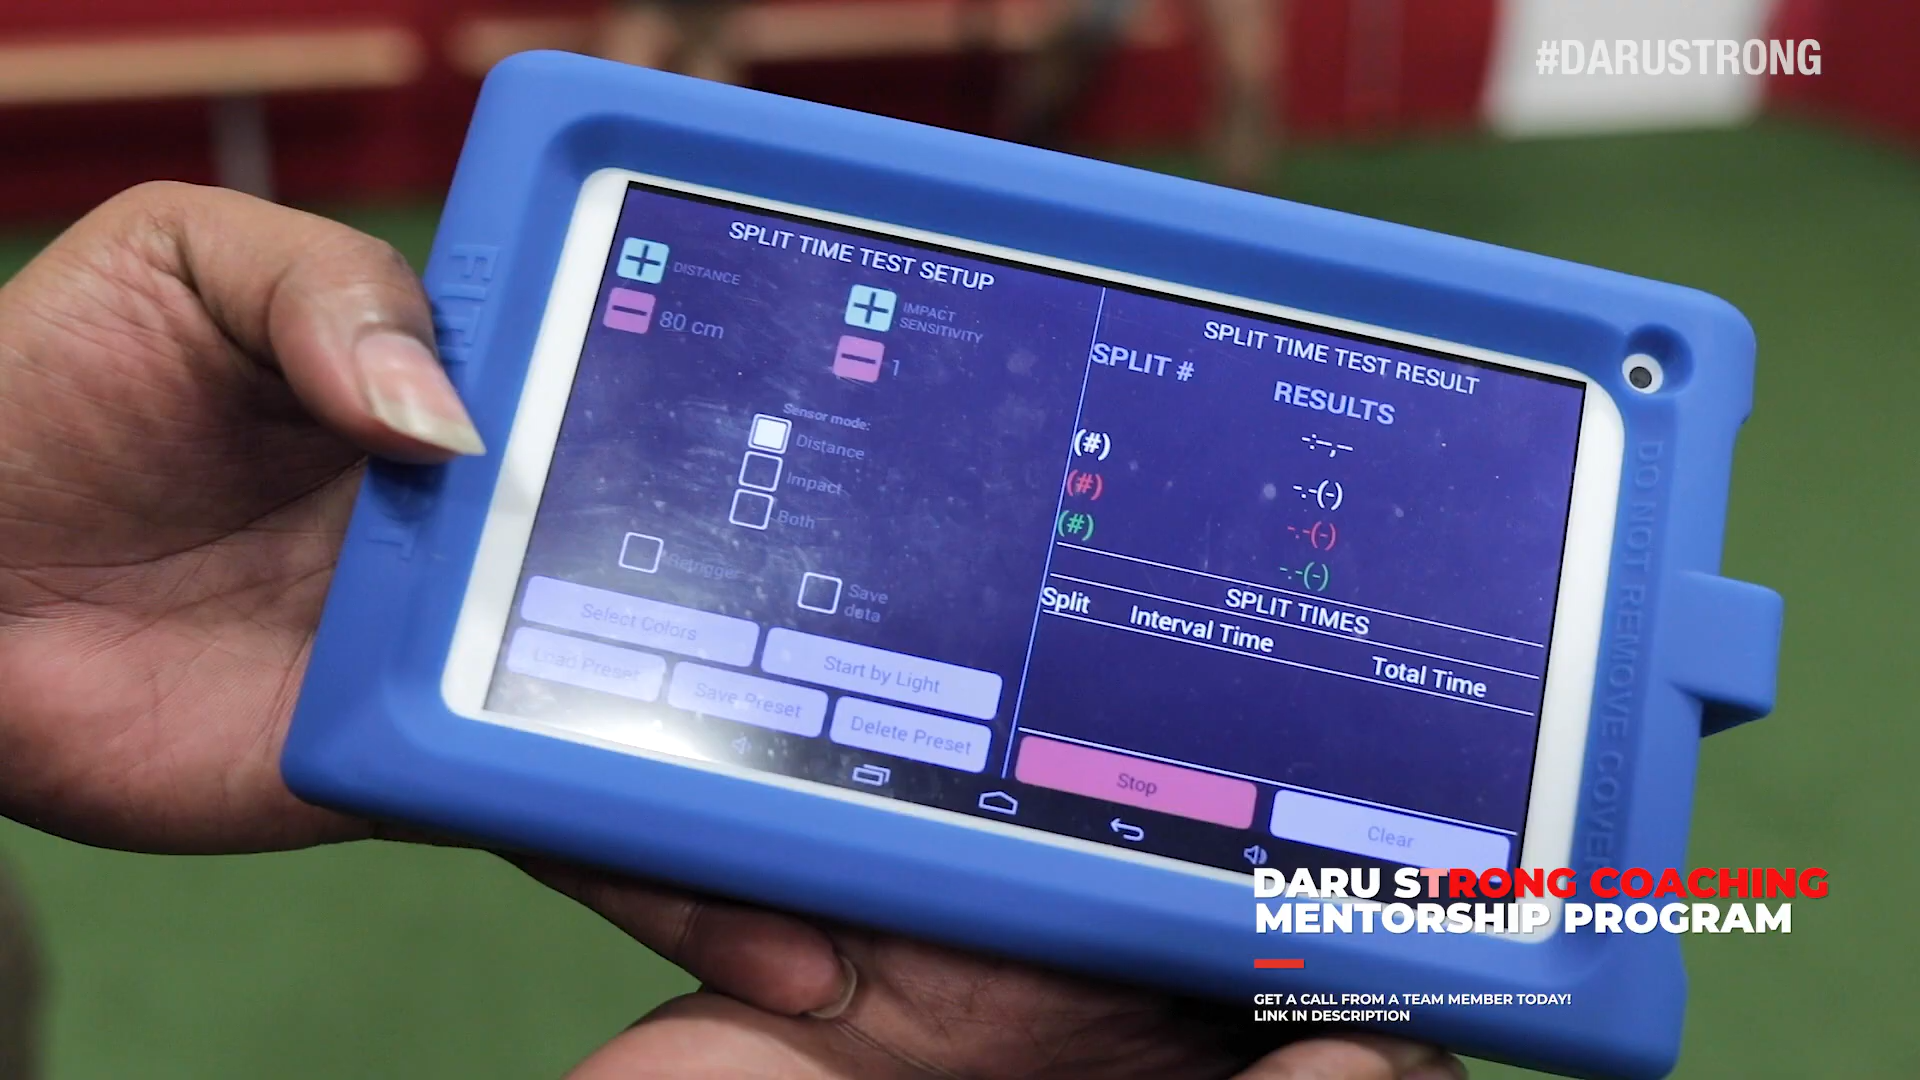 #DARUSTRONG
SPLIT TIME TEST SETUP
DISTANCE
80 cm
IMPACT
SENSITIVITY
1
Sensor mode:
Distance
Impact
Both
Retrigger
Save
data
Select Colors
Start by Light
Load Preset
Save Preset
Delete Preset
SPLIT TIME TEST RESULT
SPLIT #
RESULTS
(#)
-:--,--
(#)
-.-(-)
(#)
-.-(-)
-.-(-)
SPLIT TIMES
Split
Interval Time
Total Time
Stop
Clear
DO NOT REMOVE COVER
DARU STRONG COACHING
MENTORSHIP PROGRAM
GET A CALL FROM A TEAM MEMBER TODAY!
LINK IN DESCRIPTION